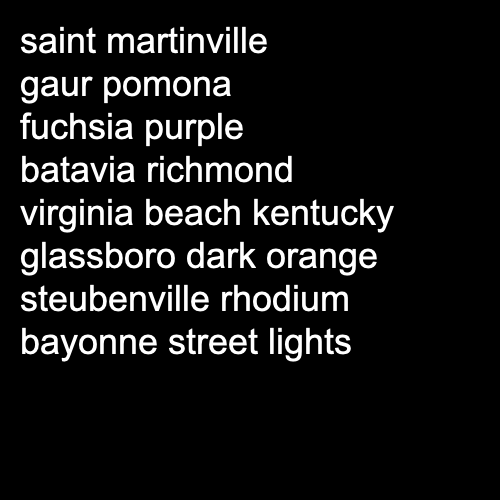 saint martinville
gaur pomona
fuchsia purple
batavia richmond
virginia beach kentucky
glassboro dark orange
steubenville rhodium
bayonne street lights